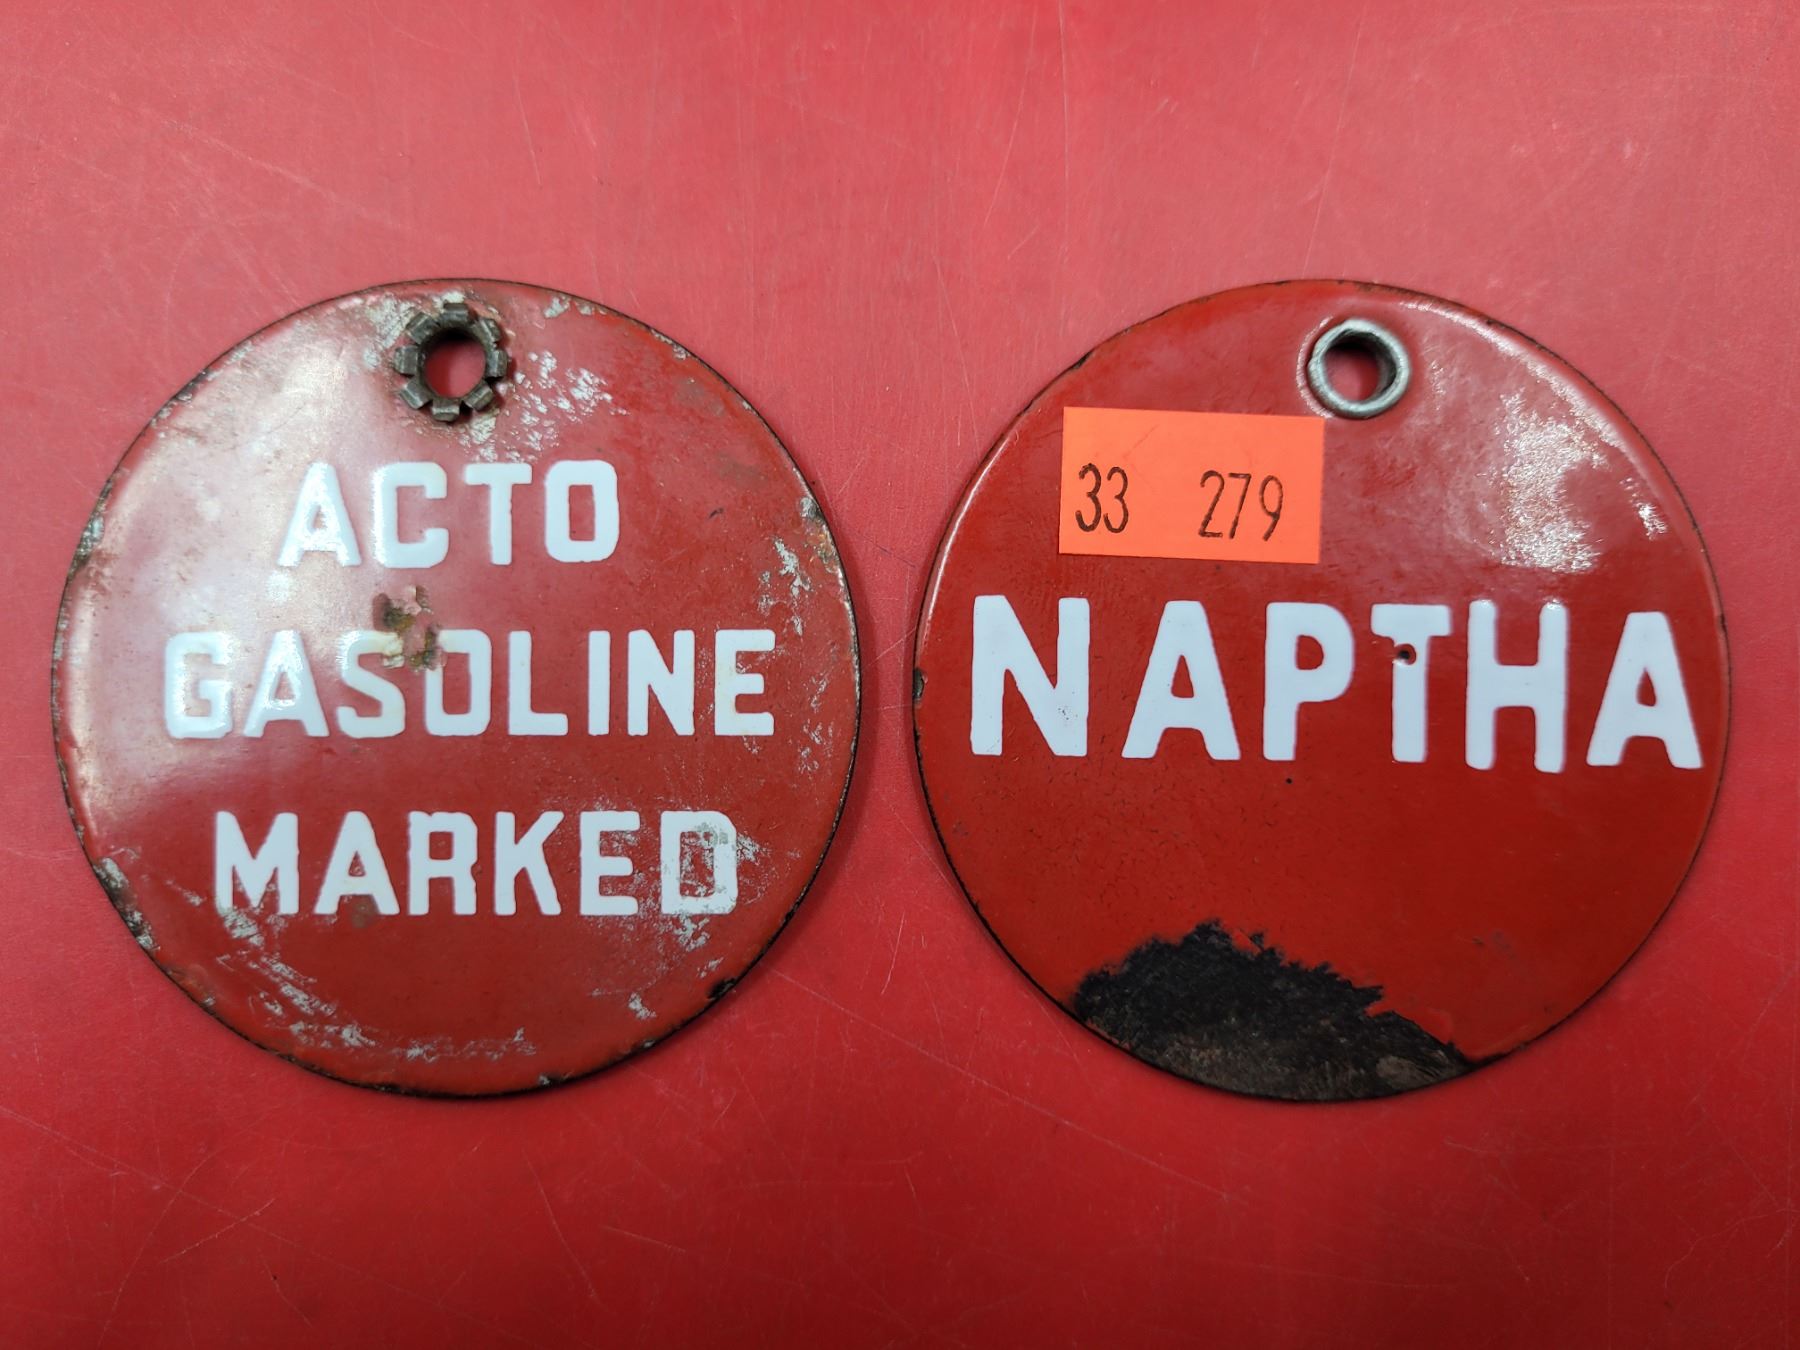 ACTO
GASOLINE
MARKED
33 279
NAPTHA